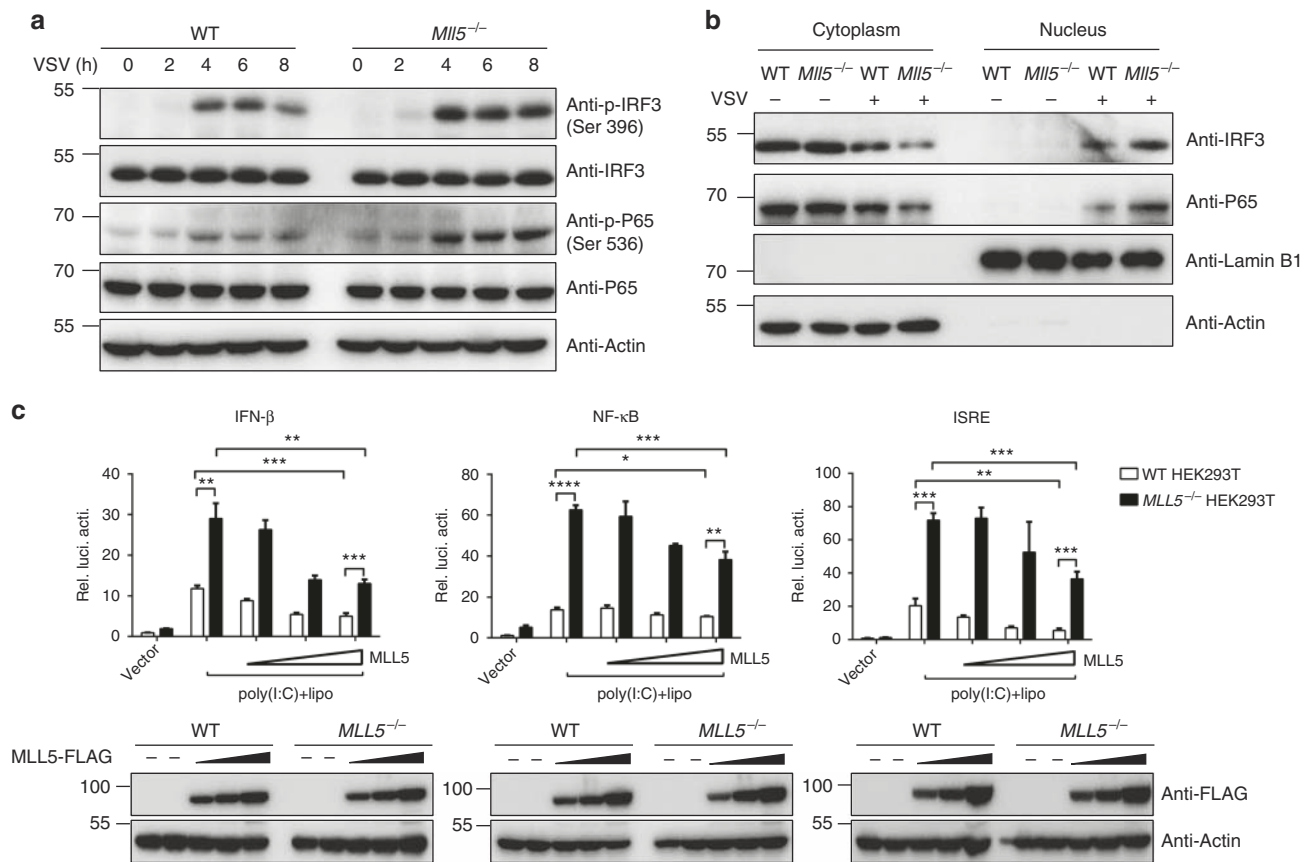 a
WT Mll5−/−
VSV (h) 0 2 4 6 8 0 2 4 6 8
55
Anti-p-IRF3
(Ser 396)
55
Anti-IRF3
70
Anti-p-P65
(Ser 536)
70
Anti-P65
55
Anti-Actin
b
Cytoplasm Nucleus
WT Mll5−/− WT Mll5−/− WT Mll5−/− WT Mll5−/−
VSV − − + + − − + +
55
Anti-IRF3
70
Anti-P65
70
Anti-Lamin B1
55
Anti-Actin
c
IFN-β
Rel. luci. acti.
40
30
20
10
0
**
***
**
***
Vector
MLL5
poly(I:C)+lipo
NF-κB
Rel. luci. acti.
80
60
40
20
0
***
*
****
**
Vector
MLL5
poly(I:C)+lipo
ISRE
Rel. luci. acti.
100
80
60
40
20
0
***
**
***
***
Vector
MLL5
poly(I:C)+lipo
WT HEK293T
MLL5−/− HEK293T
WT MLL5−/− WT MLL5−/− WT MLL5−/−
MLL5-FLAG − − − − − − − − − − − −
100 100 100
Anti-FLAG
55 55 55
Anti-Actin